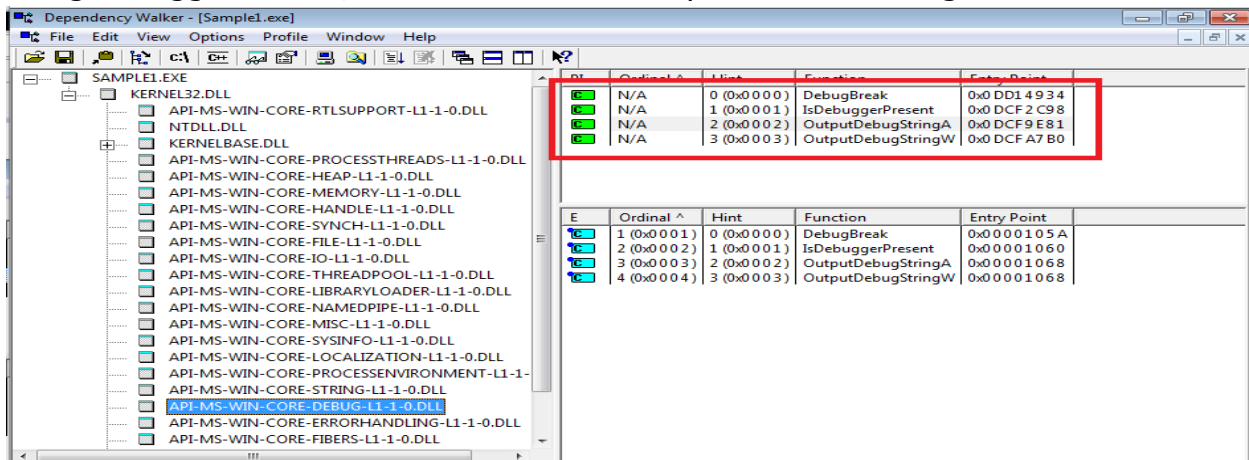 Dependency Walker - [Sample1.exe]
File Edit View Options Profile Window Help
c:\ C++
SAMPLE1.EXE
KERNEL32.DLL
API-MS-WIN-CORE-RTLSUPPORT-L1-1-0.DLL
NTDLL.DLL
KERNELBASE.DLL
API-MS-WIN-CORE-PROCESSTHREADS-L1-1-0.DLL
API-MS-WIN-CORE-HEAP-L1-1-0.DLL
API-MS-WIN-CORE-MEMORY-L1-1-0.DLL
API-MS-WIN-CORE-HANDLE-L1-1-0.DLL
API-MS-WIN-CORE-SYNCH-L1-1-0.DLL
API-MS-WIN-CORE-FILE-L1-1-0.DLL
API-MS-WIN-CORE-IO-L1-1-0.DLL
API-MS-WIN-CORE-THREADPOOL-L1-1-0.DLL
API-MS-WIN-CORE-LIBRARYLOADER-L1-1-0.DLL
API-MS-WIN-CORE-NAMEDPIPE-L1-1-0.DLL
API-MS-WIN-CORE-MISC-L1-1-0.DLL
API-MS-WIN-CORE-SYSINFO-L1-1-0.DLL
API-MS-WIN-CORE-LOCALIZATION-L1-1-0.DLL
API-MS-WIN-CORE-PROCESSENVIRONMENT-L1-1-
API-MS-WIN-CORE-STRING-L1-1-0.DLL
API-MS-WIN-CORE-DEBUG-L1-1-0.DLL
API-MS-WIN-CORE-ERRORHANDLING-L1-1-0.DLL
API-MS-WIN-CORE-FIBERS-L1-1-0.DLL
PI Ordinal ^ Hint Function Entry Point
C N/A 0 (0x0000) DebugBreak 0x0DD14934
C N/A 1 (0x0001) IsDebuggerPresent 0x0DCF2C98
C N/A 2 (0x0002) OutputDebugStringA 0x0DCF9E81
C N/A 3 (0x0003) OutputDebugStringW 0x0DCFA7B0
E Ordinal ^ Hint Function Entry Point
C 1 (0x0001) 0 (0x0000) DebugBreak 0x0000105A
C 2 (0x0002) 1 (0x0001) IsDebuggerPresent 0x00001060
C 3 (0x0003) 2 (0x0002) OutputDebugStringA 0x00001068
C 4 (0x0004) 3 (0x0003) OutputDebugStringW 0x00001068